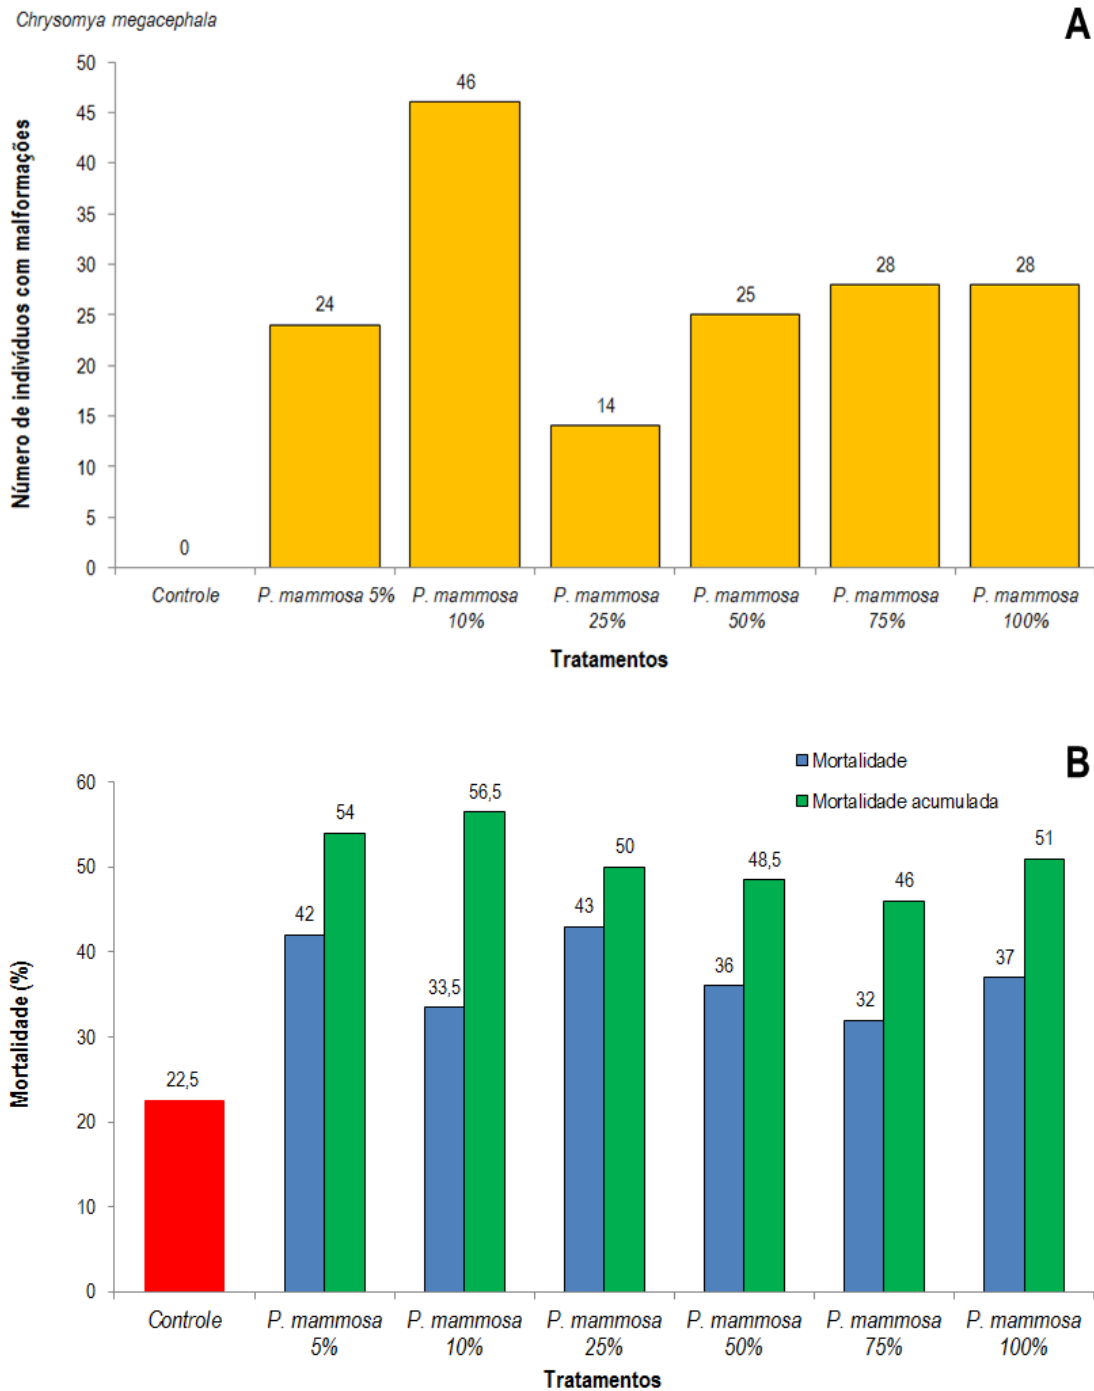 Chrysomya megacephala
A
Número de indivíduos com malformações
50
45
40
35
30
25
20
15
10
5
0
0
24
46
14
25
28
28
Controle
P. mammosa 5%
P. mammosa
10%
P. mammosa
25%
P. mammosa
50%
P. mammosa
75%
P. mammosa
100%
Tratamentos
B
Mortalidade
Mortalidade acumulada
Mortalidade (%)
60
50
40
30
20
10
0
22,5
42
54
33,5
56,5
43
50
36
48,5
32
46
37
51
Controle
P. mammosa
5%
P. mammosa
10%
P. mammosa
25%
P. mammosa
50%
P. mammosa
75%
P. mammosa
100%
Tratamentos